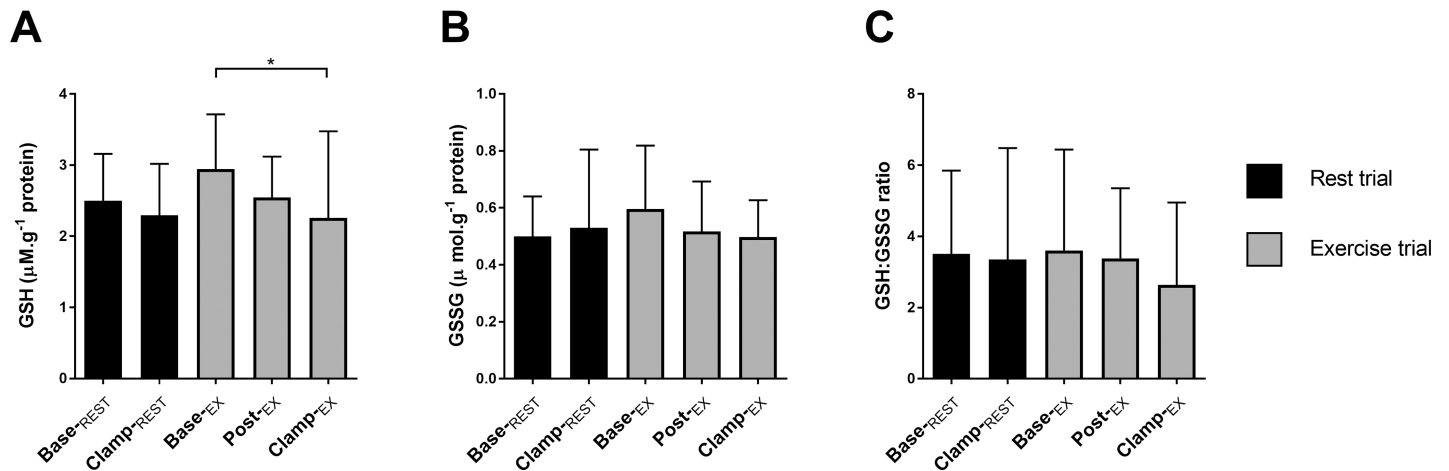 A
B
C
*
GSH (μM.g⁻¹ protein)
4
3
2
1
0
Base-REST
Clamp-REST
Base-EX
Post-EX
Clamp-EX
GSSG (μ mol.g⁻¹ protein)
1.0
0.8
0.6
0.4
0.2
0.0
Base-REST
Clamp-REST
Base-EX
Post-EX
Clamp-EX
GSH:GSSG ratio
8
6
4
2
0
Base-REST
Clamp-REST
Base-EX
Post-EX
Clamp-EX
Rest trial
Exercise trial